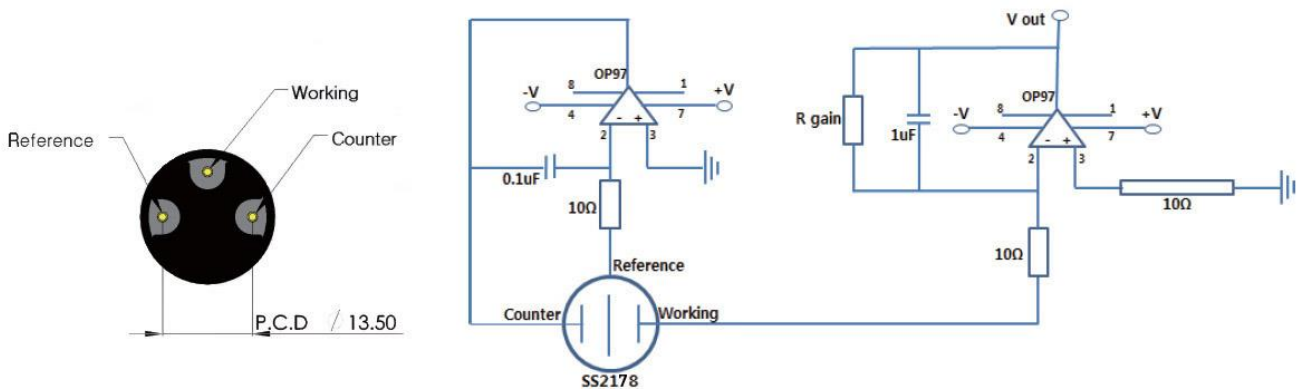 Working
Reference
Counter
P.C.D / 13.50
OP97
8
1
-V
+V
4
7
- +
2
3
0.1uF
10Ω
Reference
Counter
Working
SS2178
V out
OP97
8
1
-V
+V
4
7
- +
2
3
R gain
1uF
10Ω
10Ω